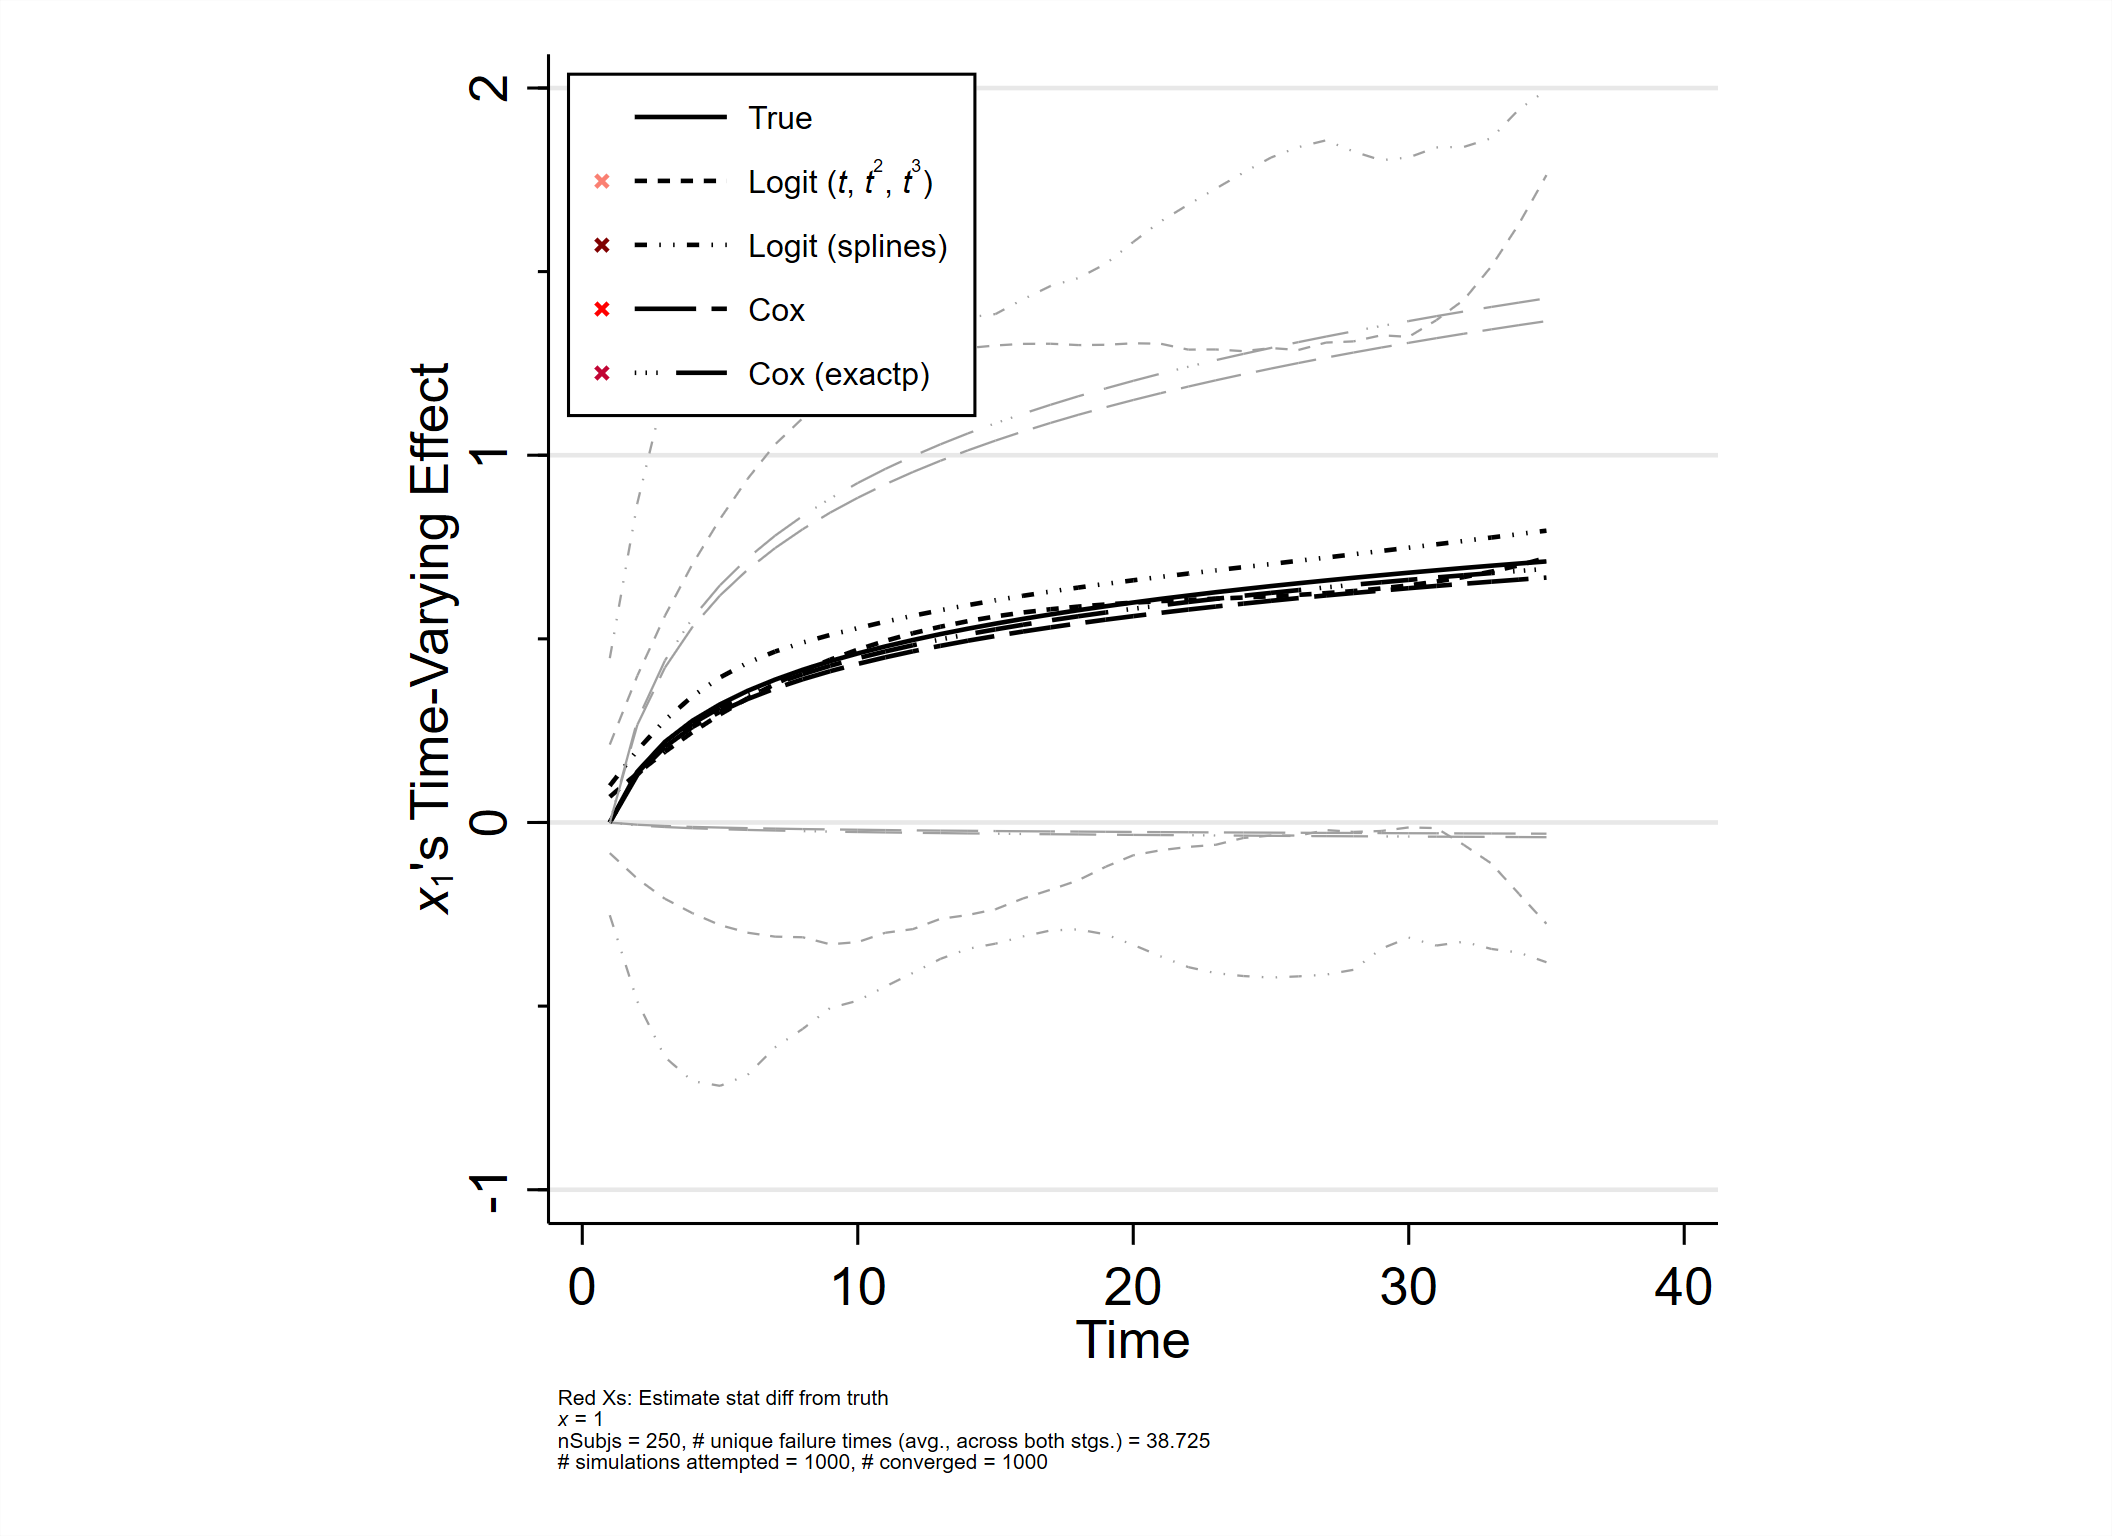 2
1
0
-1
x₁'s Time-Varying Effect
True
Logit (t, t², t³)
Logit (splines)
Cox
Cox (exactp)
0 10 20 30 40
Time
Red Xs: Estimate stat diff from truth
x = 1
nSubjs = 250, # unique failure times (avg., across both stgs.) = 38.725
# simulations attempted = 1000, # converged = 1000